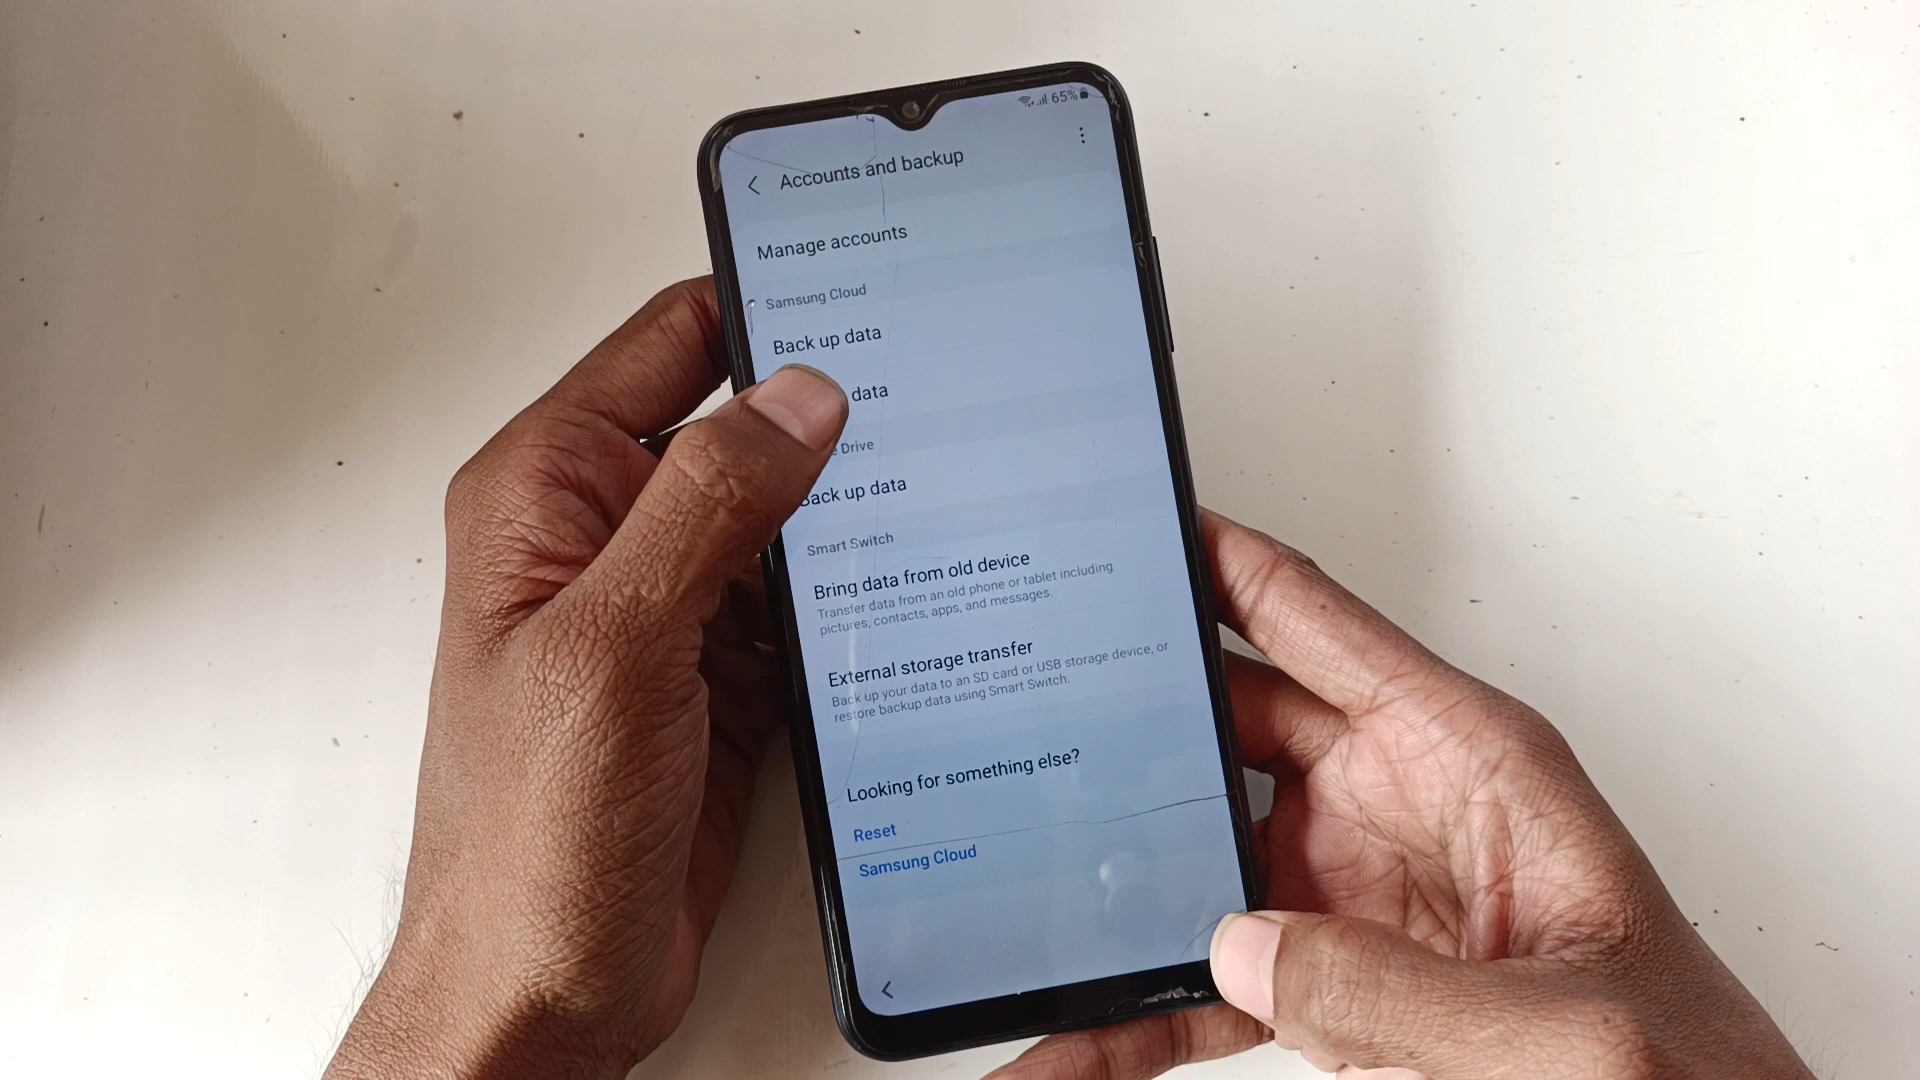 65%
Accounts and backup
Manage accounts
Samsung Cloud
Back up data
data
Drive
Back up data
Smart Switch
Bring data from old device
Transfer data from an old phone or tablet including
pictures, contacts, apps, and messages.
External storage transfer
Back up your data to an SD card or USB storage device, or
restore backup data using Smart Switch.
Looking for something else?
Reset
Samsung Cloud